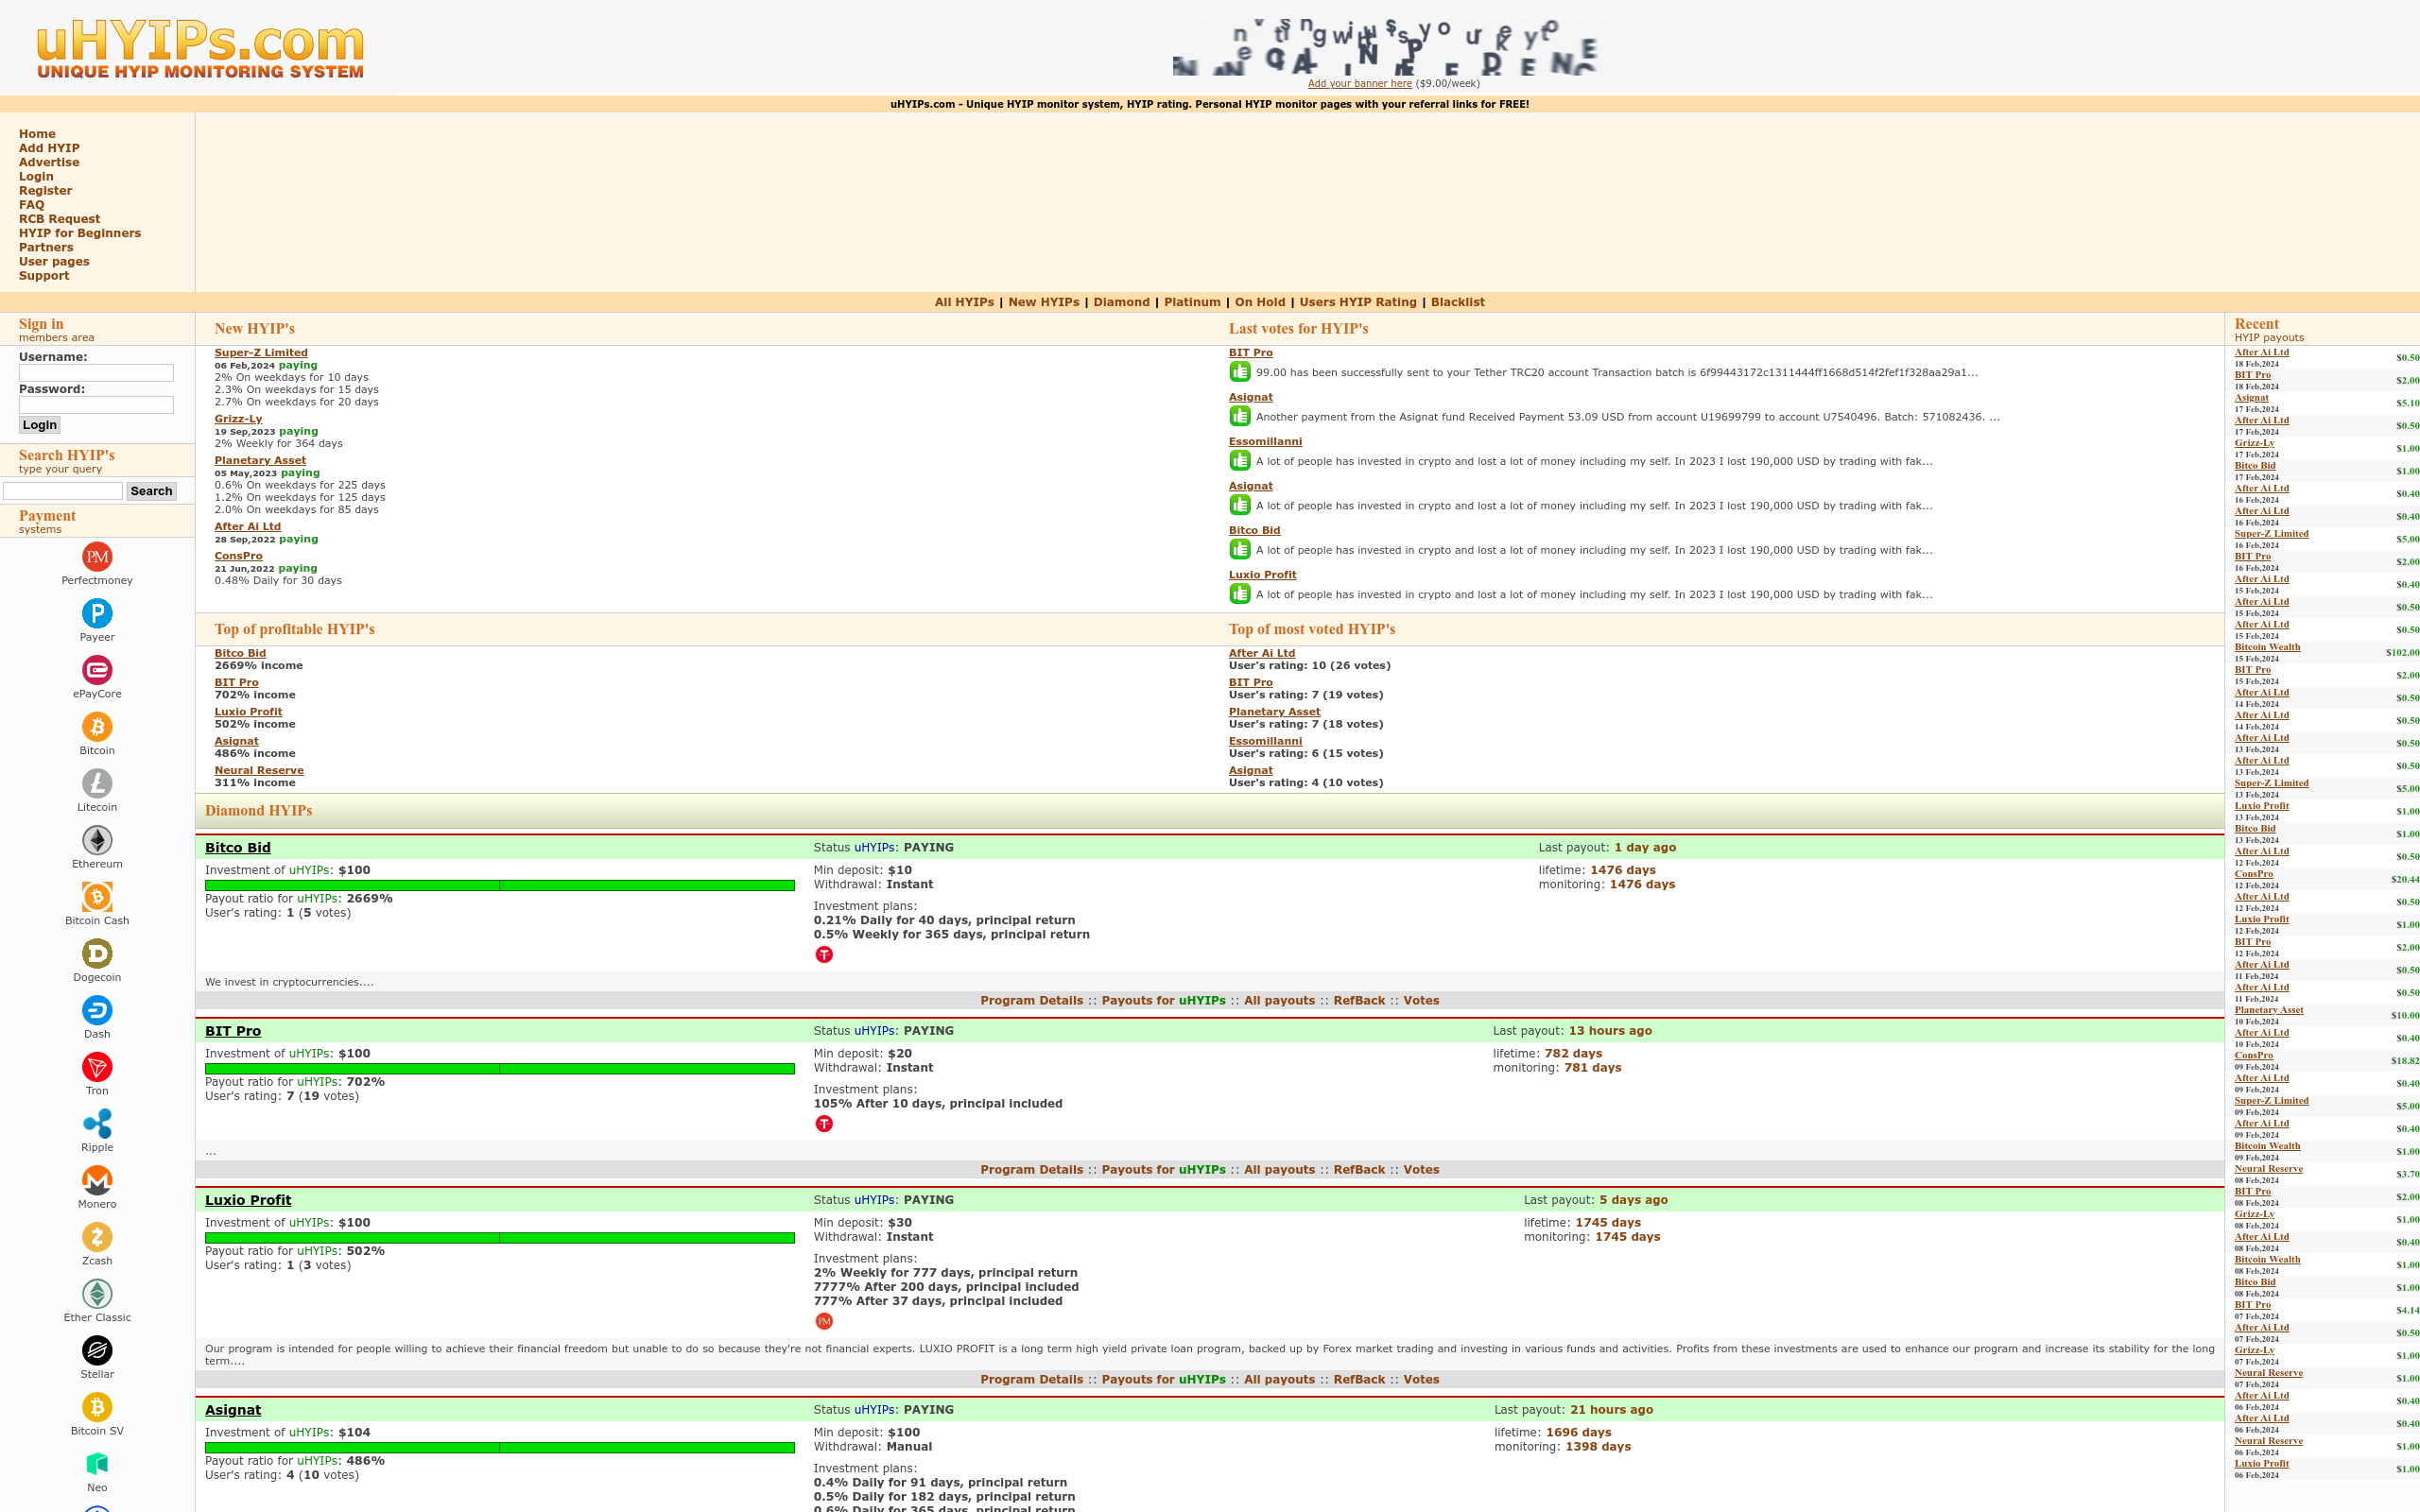 uHYIPs.com
UNIQUE HYIP MONITORING SYSTEM
Add your banner here ($9.00/week)
uHYIPs.com - Unique HYIP monitor system, HYIP rating. Personal HYIP monitor pages with your referral links for FREE!
Home
Add HYIP
Advertise
Login
Register
FAQ
RCB Request
HYIP for Beginners
Partners
User pages
Support
All HYIPs | New HYIPs | Diamond | Platinum | On Hold | Users HYIP Rating | Blacklist
Sign in
members area
Username:
Password:
Login
Search HYIP's
type your query
Search
Payment
systems
Perfectmoney
Payeer
ePayCore
Bitcoin
Litecoin
Ethereum
Bitcoin Cash
Dogecoin
Dash
Tron
Ripple
Monero
Zcash
Ether Classic
Stellar
Bitcoin SV
Neo
New HYIP's
Super-Z Limited
06 Feb,2024 paying
2% On weekdays for 10 days
2.3% On weekdays for 15 days
2.7% On weekdays for 20 days
Grizz-Ly
19 Sep,2023 paying
2% Weekly for 364 days
Planetary Asset
05 May,2023 paying
0.6% On weekdays for 225 days
1.2% On weekdays for 125 days
2.0% On weekdays for 85 days
After Ai Ltd
28 Sep,2022 paying
ConsPro
21 Jun,2022 paying
0.48% Daily for 30 days
Last votes for HYIP's
BIT Pro
99.00 has been successfully sent to your Tether TRC20 account Transaction batch is 6f99443172c1311444ff1668d514f2fef1f328aa29a1...
Asignat
Another payment from the Asignat fund Received Payment 53.09 USD from account U19699799 to account U7540496. Batch: 571082436. ...
Essomillanni
A lot of people has invested in crypto and lost a lot of money including my self. In 2023 I lost 190,000 USD by trading with fak...
Asignat
A lot of people has invested in crypto and lost a lot of money including my self. In 2023 I lost 190,000 USD by trading with fak...
Bitco Bid
A lot of people has invested in crypto and lost a lot of money including my self. In 2023 I lost 190,000 USD by trading with fak...
Luxio Profit
A lot of people has invested in crypto and lost a lot of money including my self. In 2023 I lost 190,000 USD by trading with fak...
Top of profitable HYIP's
Bitco Bid
2669% income
BIT Pro
702% income
Luxio Profit
502% income
Asignat
486% income
Neural Reserve
311% income
Top of most voted HYIP's
After Ai Ltd
User's rating: 10 (26 votes)
BIT Pro
User's rating: 7 (19 votes)
Planetary Asset
User's rating: 7 (18 votes)
Essomillanni
User's rating: 6 (15 votes)
Asignat
User's rating: 4 (10 votes)
Diamond HYIPs
Bitco Bid Status uHYIPs: PAYING Last payout: 1 day ago
Investment of uHYIPs: $100
Payout ratio for uHYIPs: 2669%
User's rating: 1 (5 votes)
Min deposit: $10
Withdrawal: Instant
Investment plans:
0.21% Daily for 40 days, principal return
0.5% Weekly for 365 days, principal return
lifetime: 1476 days
monitoring: 1476 days
We invest in cryptocurrencies....
Program Details :: Payouts for uHYIPs :: All payouts :: RefBack :: Votes
BIT Pro Status uHYIPs: PAYING Last payout: 13 hours ago
Investment of uHYIPs: $100
Payout ratio for uHYIPs: 702%
User's rating: 7 (19 votes)
Min deposit: $20
Withdrawal: Instant
Investment plans:
105% After 10 days, principal included
lifetime: 782 days
monitoring: 781 days
...
Program Details :: Payouts for uHYIPs :: All payouts :: RefBack :: Votes
Luxio Profit Status uHYIPs: PAYING Last payout: 5 days ago
Investment of uHYIPs: $100
Payout ratio for uHYIPs: 502%
User's rating: 1 (3 votes)
Min deposit: $30
Withdrawal: Instant
Investment plans:
2% Weekly for 777 days, principal return
7777% After 200 days, principal included
777% After 37 days, principal included
lifetime: 1745 days
monitoring: 1745 days
Our program is intended for people willing to achieve their financial freedom but unable to do so because they're not financial experts. LUXIO PROFIT is a long term high yield private loan program, backed up by Forex market trading and investing in various funds and activities. Profits from these investments are used to enhance our program and increase its stability for the long
term....
Program Details :: Payouts for uHYIPs :: All payouts :: RefBack :: Votes
Asignat Status uHYIPs: PAYING Last payout: 21 hours ago
Investment of uHYIPs: $104
Payout ratio for uHYIPs: 486%
User's rating: 4 (10 votes)
Min deposit: $100
Withdrawal: Manual
Investment plans:
0.4% Daily for 91 days, principal return
0.5% Daily for 182 days, principal return
0.6% Daily for 365 days, principal return
lifetime: 1696 days
monitoring: 1398 days
Recent
HYIP payouts
After Ai Ltd $0.50
18 Feb,2024
BIT Pro $2.00
18 Feb,2024
Asignat $5.10
17 Feb,2024
After Ai Ltd $0.50
17 Feb,2024
Grizz-Ly $1.00
17 Feb,2024
Bitco Bid $1.00
17 Feb,2024
After Ai Ltd $0.40
16 Feb,2024
After Ai Ltd $0.40
16 Feb,2024
Super-Z Limited $5.00
16 Feb,2024
BIT Pro $2.00
16 Feb,2024
After Ai Ltd $0.40
15 Feb,2024
After Ai Ltd $0.50
15 Feb,2024
After Ai Ltd $0.50
15 Feb,2024
Bitcoin Wealth $102.00
15 Feb,2024
BIT Pro $2.00
15 Feb,2024
After Ai Ltd $0.50
14 Feb,2024
After Ai Ltd $0.50
14 Feb,2024
After Ai Ltd $0.50
13 Feb,2024
After Ai Ltd $0.50
13 Feb,2024
Super-Z Limited $5.00
13 Feb,2024
Luxio Profit $1.00
13 Feb,2024
Bitco Bid $1.00
13 Feb,2024
After Ai Ltd $0.50
12 Feb,2024
ConsPro $20.44
12 Feb,2024
After Ai Ltd $0.50
12 Feb,2024
Luxio Profit $1.00
12 Feb,2024
BIT Pro $2.00
12 Feb,2024
After Ai Ltd $0.50
11 Feb,2024
After Ai Ltd $0.50
11 Feb,2024
Planetary Asset $10.00
10 Feb,2024
After Ai Ltd $0.40
10 Feb,2024
ConsPro $18.82
09 Feb,2024
After Ai Ltd $0.40
09 Feb,2024
Super-Z Limited $5.00
09 Feb,2024
After Ai Ltd $0.40
09 Feb,2024
Bitcoin Wealth $1.00
09 Feb,2024
Neural Reserve $3.70
08 Feb,2024
BIT Pro $2.00
08 Feb,2024
Grizz-Ly $1.00
08 Feb,2024
After Ai Ltd $0.40
08 Feb,2024
Bitcoin Wealth $1.00
08 Feb,2024
Bitco Bid $1.00
08 Feb,2024
BIT Pro $4.14
07 Feb,2024
After Ai Ltd $0.50
07 Feb,2024
Grizz-Ly $1.00
07 Feb,2024
Neural Reserve $1.00
07 Feb,2024
After Ai Ltd $0.40
06 Feb,2024
After Ai Ltd $0.40
06 Feb,2024
Neural Reserve $1.00
06 Feb,2024
Luxio Profit $1.00
06 Feb,2024